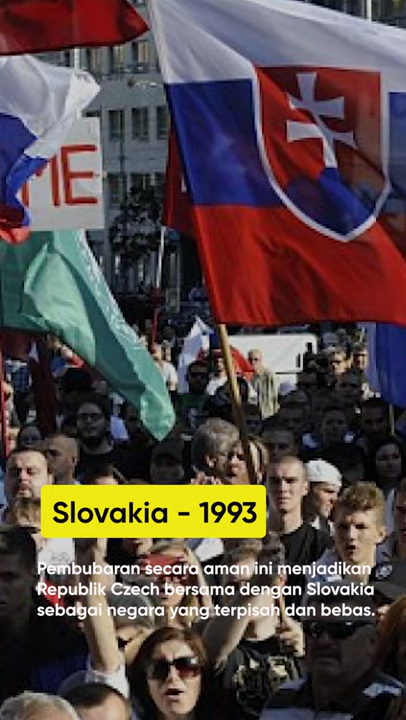 ME
Slovakia - 1993
Pembubaran secara aman ini menjadikan
Republik Czech bersama dengan Slovakia
sebagai negara yang terpisah dan bebas.